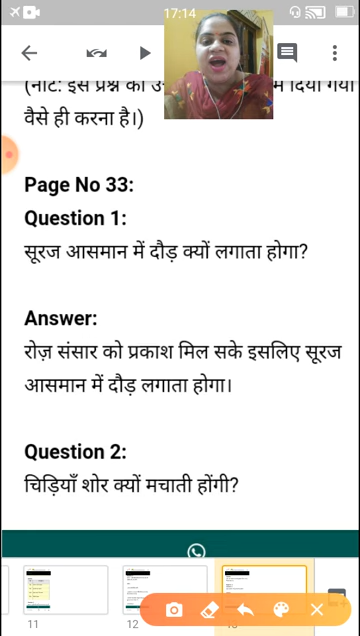 17:14
(नोट: इस प्रश्न का उ में दिया गया
वैसे ही करना है।)
Page No 33:
Question 1:
सूरज आसमान में दौड़ क्यों लगाता होगा?
Answer:
रोज़ संसार को प्रकाश मिल सके इसलिए सूरज
आसमान में दौड़ लगाता होगा।
Question 2:
चिड़ियाँ शोर क्यों मचाती होंगी?
11
12